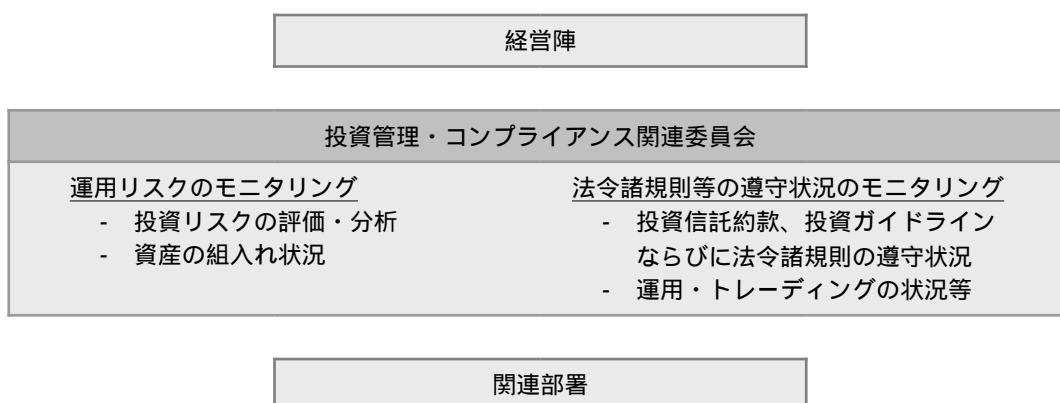 経営陣
投資管理・コンプライアンス関連委員会
運用リスクのモニタリング
- 投資リスクの評価・分析
- 資産の組入れ状況
法令諸規則等の遵守状況のモニタリング
- 投資信託約款、投資ガイドライン
ならびに法令諸規則の遵守状況
- 運用・トレーディングの状況等
関連部署